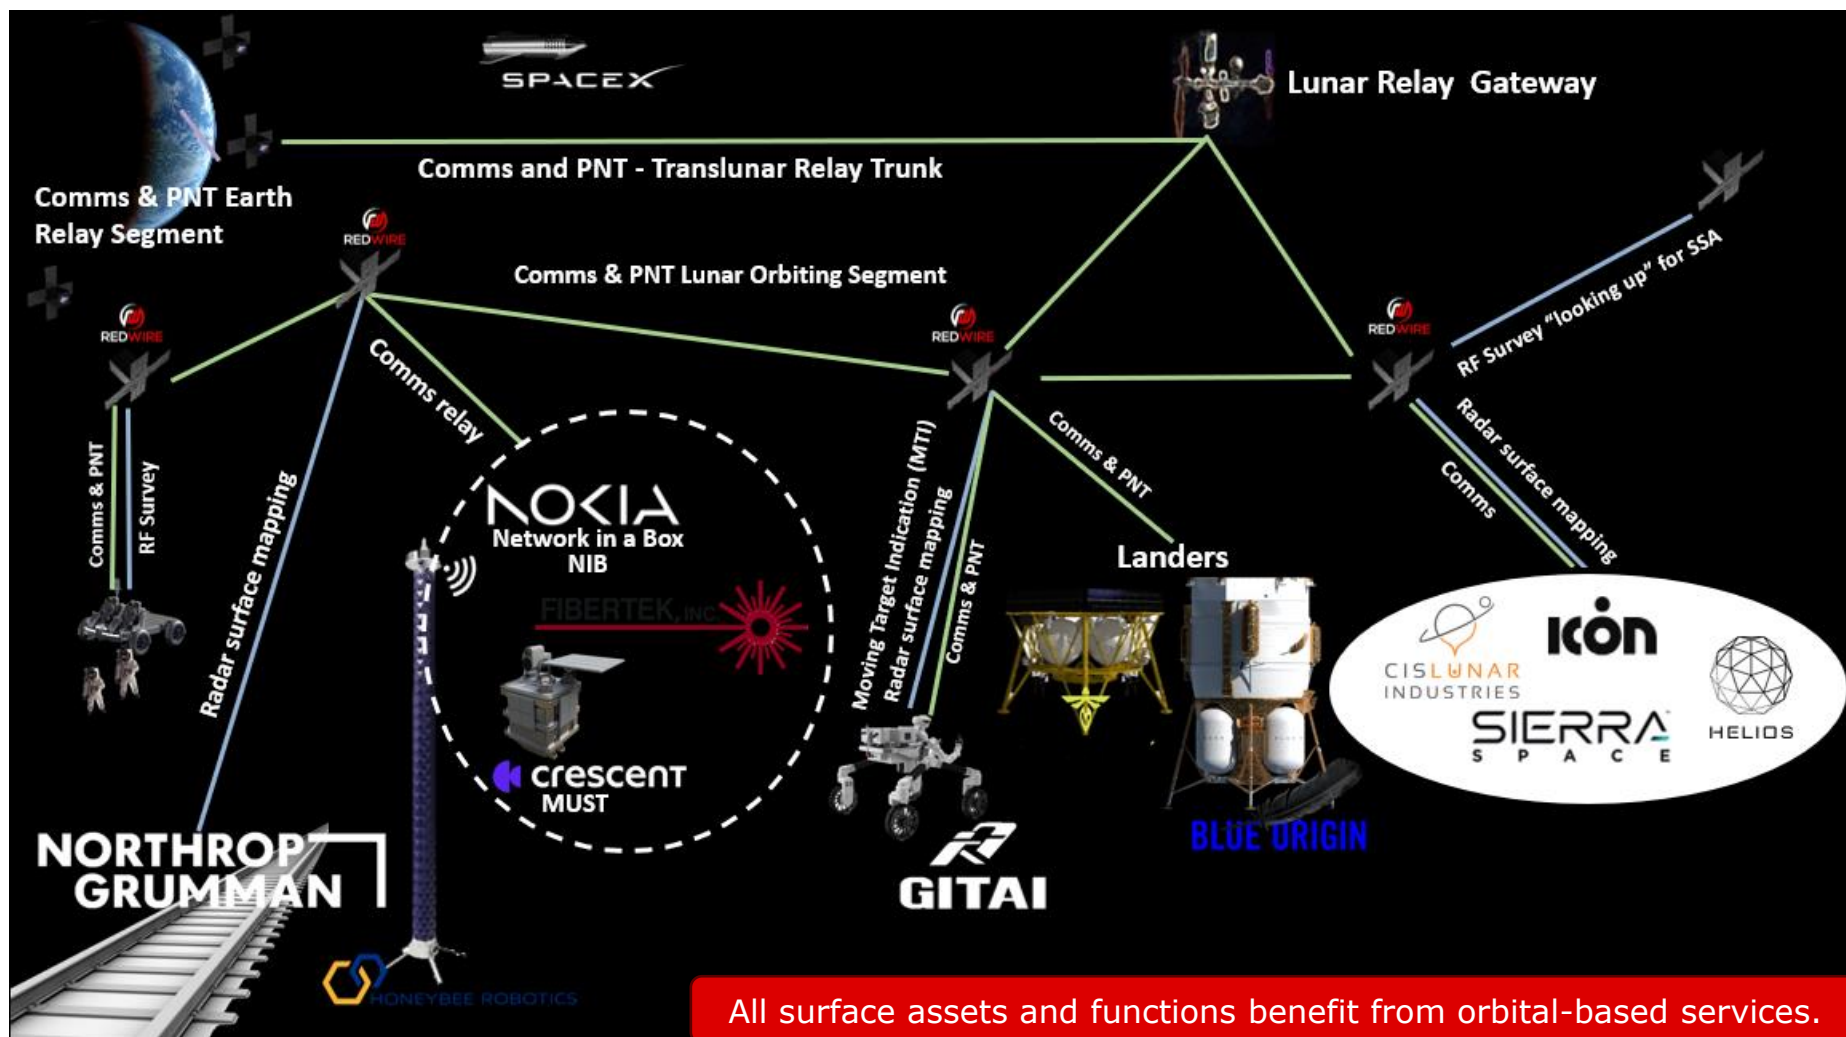 SPACEX
Lunar Relay Gateway
Comms and PNT - Translunar Relay Trunk
Comms & PNT Earth
Relay Segment
REDWIRE
Comms & PNT Lunar Orbiting Segment
RF Survey “looking up” for SSA
REDWIRE
REDWIRE
REDWIRE
Comms relay
Comms & PNT
RF Survey
Radar surface mapping
NOKIA
Network in a Box
NIB
FIBERTEK, INC
crescent
MUST
Moving Target Indication (MTI)
Radar surface mapping
Comms & PNT
Comms & PNT
Landers
Radar surface mapping
Comms
CISLUNAR
INDUSTRIES
ICON
SIERRA
SPACE
HELIOS
BLUE ORIGIN
GITAI
NORTHROP
GRUMMAN
HONEYBEE ROBOTICS
All surface assets and functions benefit from orbital-based services.